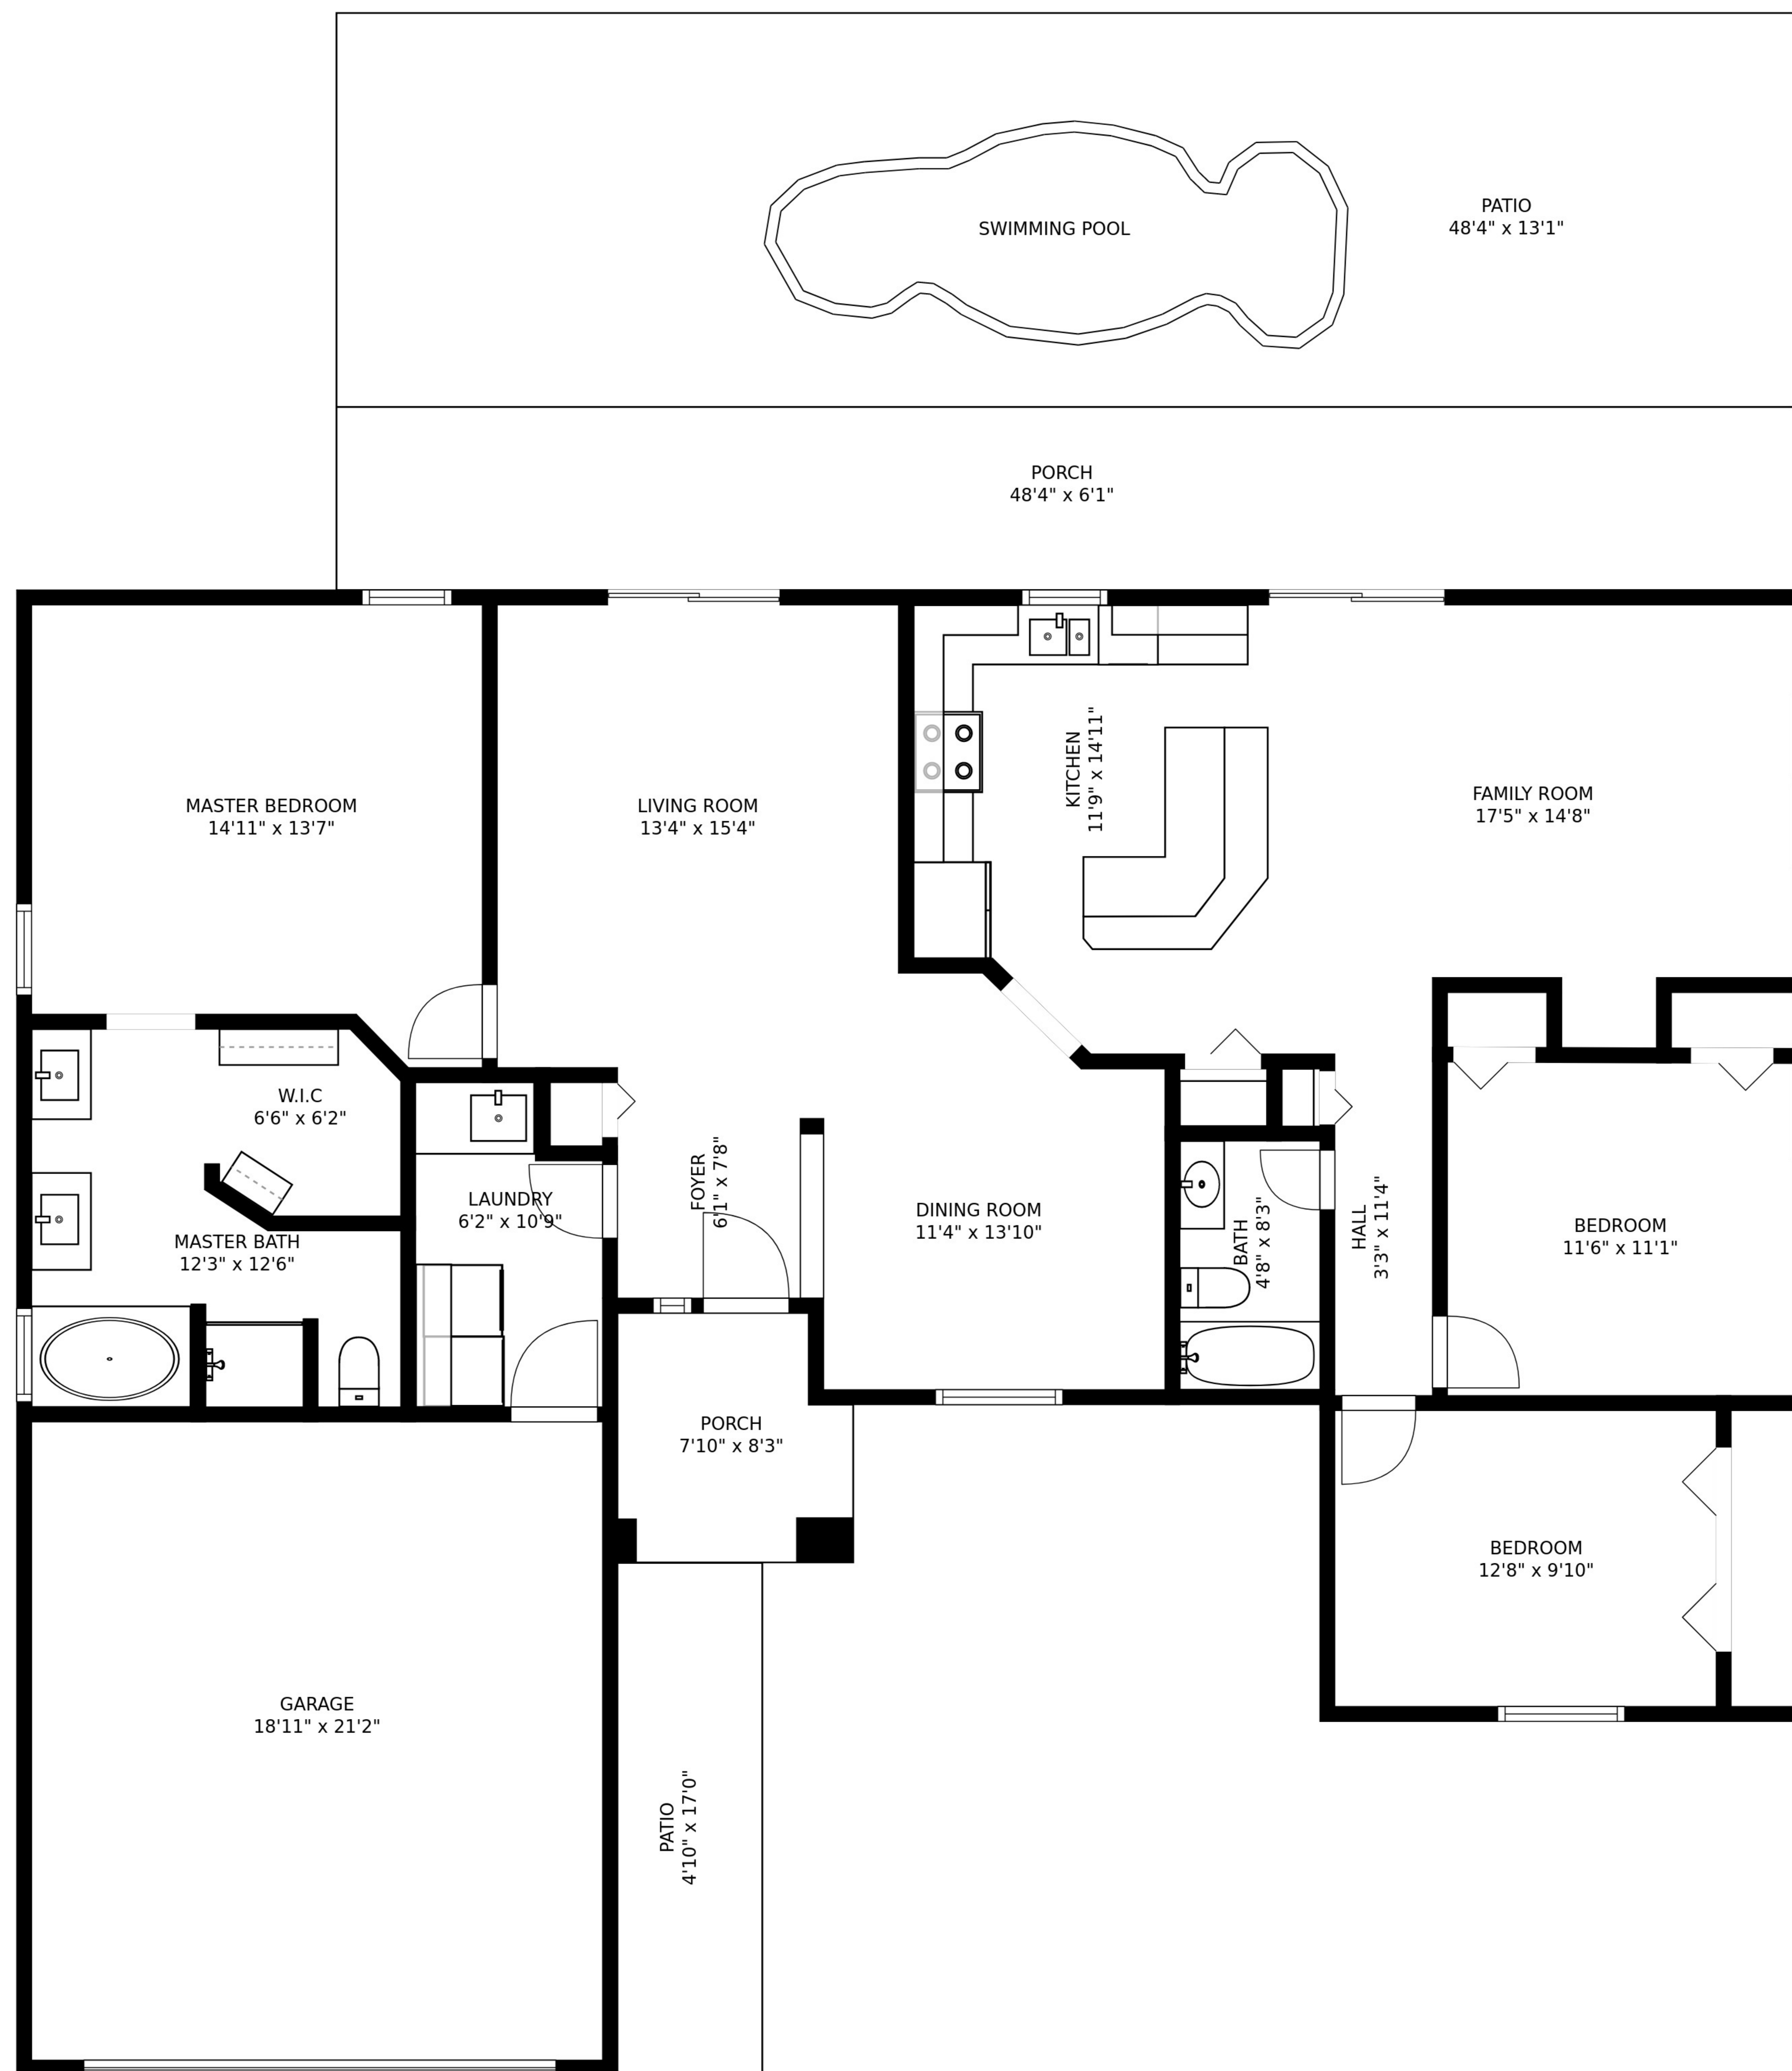 PATIO
48'4" x 13'1"
SWIMMING POOL
PORCH
48'4" x 6'1"
MASTER BEDROOM
14'11" x 13'7"
LIVING ROOM
13'4" x 15'4"
KITCHEN
11'9" x 14'11"
FAMILY ROOM
17'5" x 14'8"
W.I.C
6'6" x 6'2"
MASTER BATH
12'3" x 12'6"
LAUNDRY
6'2" x 10'9"
FOYER
6'1" x 7'8"
DINING ROOM
11'4" x 13'10"
BATH
4'8" x 8'3"
HALL
3'3" x 11'4"
BEDROOM
11'6" x 11'1"
PORCH
7'10" x 8'3"
BEDROOM
12'8" x 9'10"
GARAGE
18'11" x 21'2"
PATIO
4'10" x 17'0"